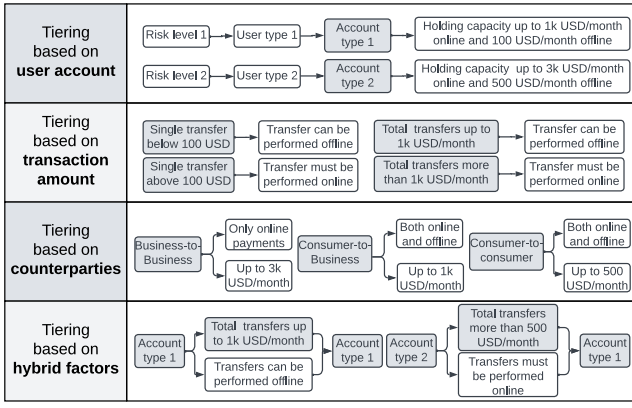 Tiering
based on
user account
Risk level 1
User type 1
Account
type 1
Holding capacity up to 1k USD/month
online and 100 USD/month offline
Risk level 2
User type 2
Account
type 2
Holding capacity up to 3k USD/month
online and 500 USD/month offline
Tiering
based on
transaction
amount
Single transfer
below 100 USD
Transfer can be
performed offline
Total transfers up to
1k USD/month
Transfer can be
performed offline
Single transfer
above 100 USD
Transfer must be
performed online
Total transfers more
than 1k USD/month
Transfer must be
performed online
Tiering
based on
counterparties
Business-to-
Business
Only online
payments
Up to 3k
USD/month
Consumer-to-
Business
Both online
and offline
Up to 1k
USD/month
Consumer-to-
consumer
Both online
and offline
Up to 500
USD/month
Tiering
based on
hybrid factors
Account
type 1
Total transfers up
to 1k USD/month
Transfers can be
performed offline
Account
type 1
Account
type 2
Total transfers
more than 500
USD/month
Transfers must
be performed
online
Account
type 1